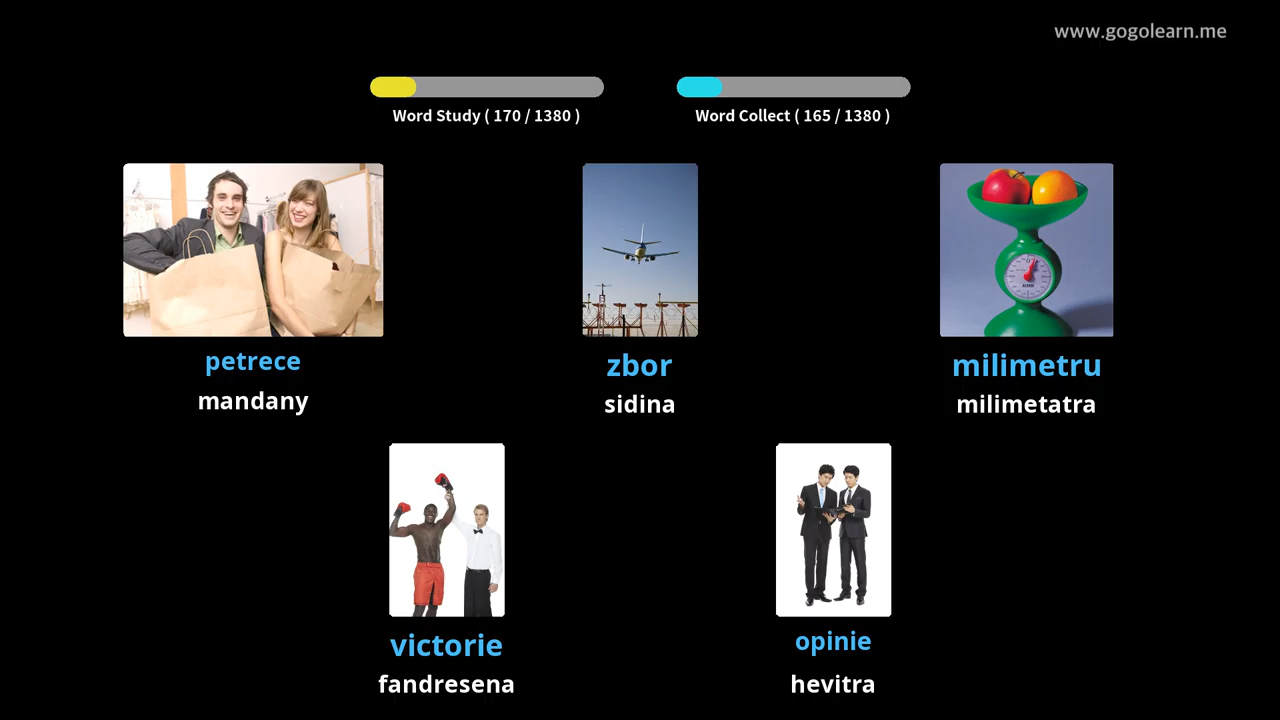 www.gogolearn.me
Word Study ( 170 / 1380 )
Word Collect ( 165 / 1380 )
petrece
mandany
zbor
sidina
milimetru
milimetatra
victorie
fandresena
opinie
hevitra